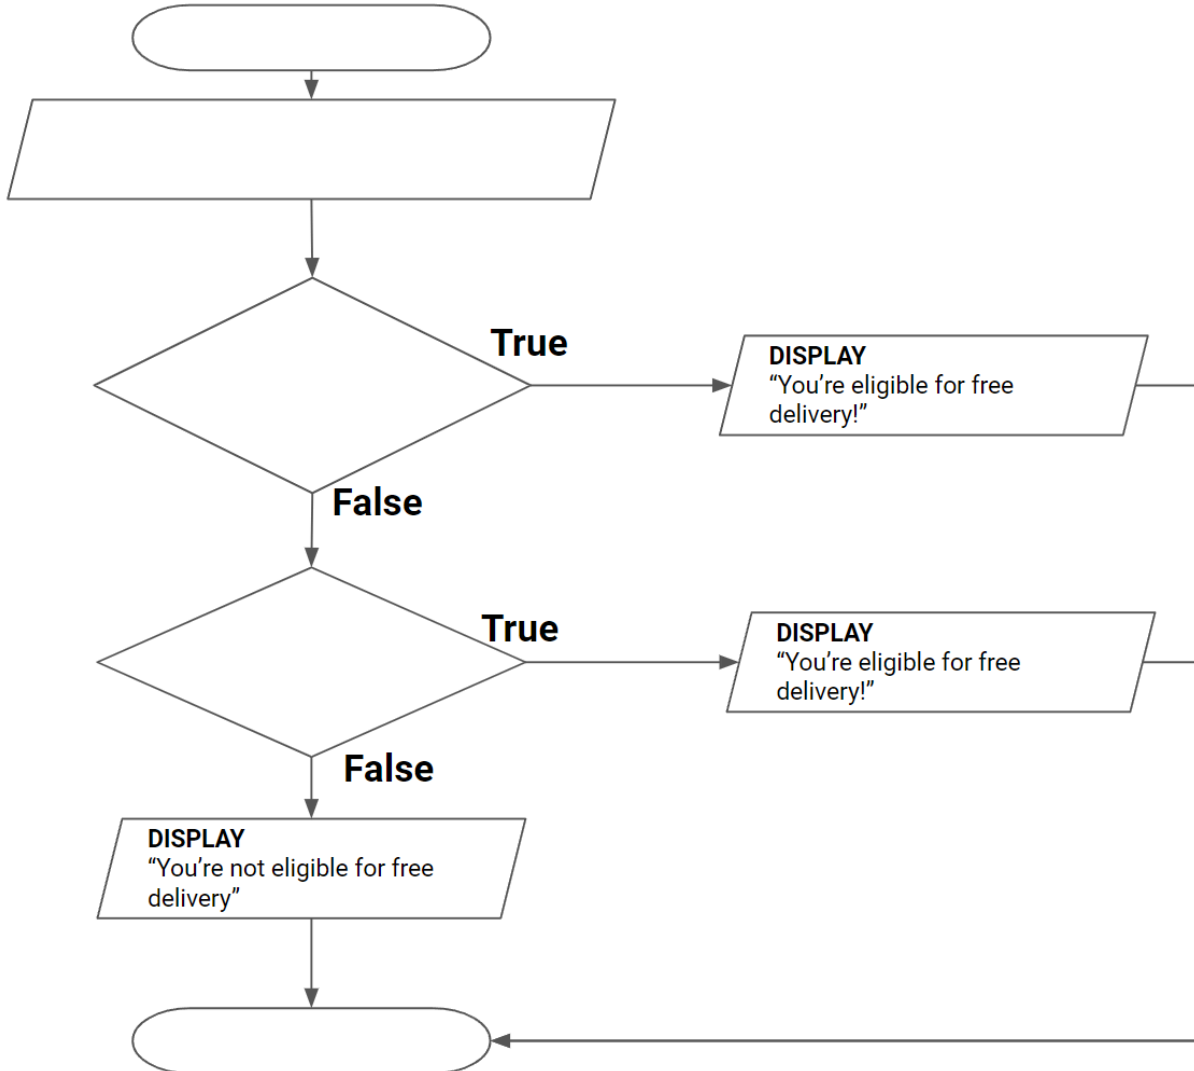 True
DISPLAY
“You’re eligible for free
delivery!”
False
True
DISPLAY
“You’re eligible for free
delivery!”
False
DISPLAY
“You’re not eligible for free
delivery”